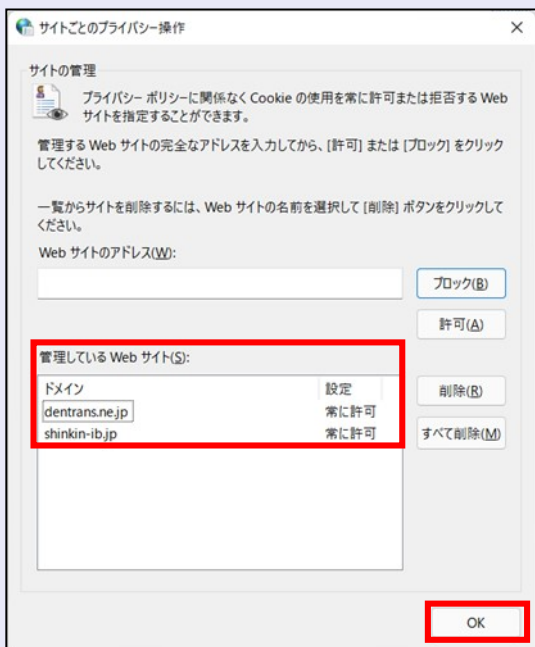 サイトごとのプライバシー操作
サイトの管理
プライバシー ポリシーに関係なく Cookie の使用を常に許可または拒否する Web
サイトを指定することができます。
管理する Web サイトの完全なアドレスを入力してから、[許可] または [ブロック] をクリック
してください。
一覧からサイトを削除するには、Web サイトの名前を選択して [削除] ボタンをクリックして
ください。
Web サイトのアドレス(W):
ブロック(B)
許可(A)
管理している Web サイト(S):
ドメイン 設定
dentrans.ne.jp 常に許可
shinkin-ib.jp 常に許可
削除(R)
すべて削除(M)
OK